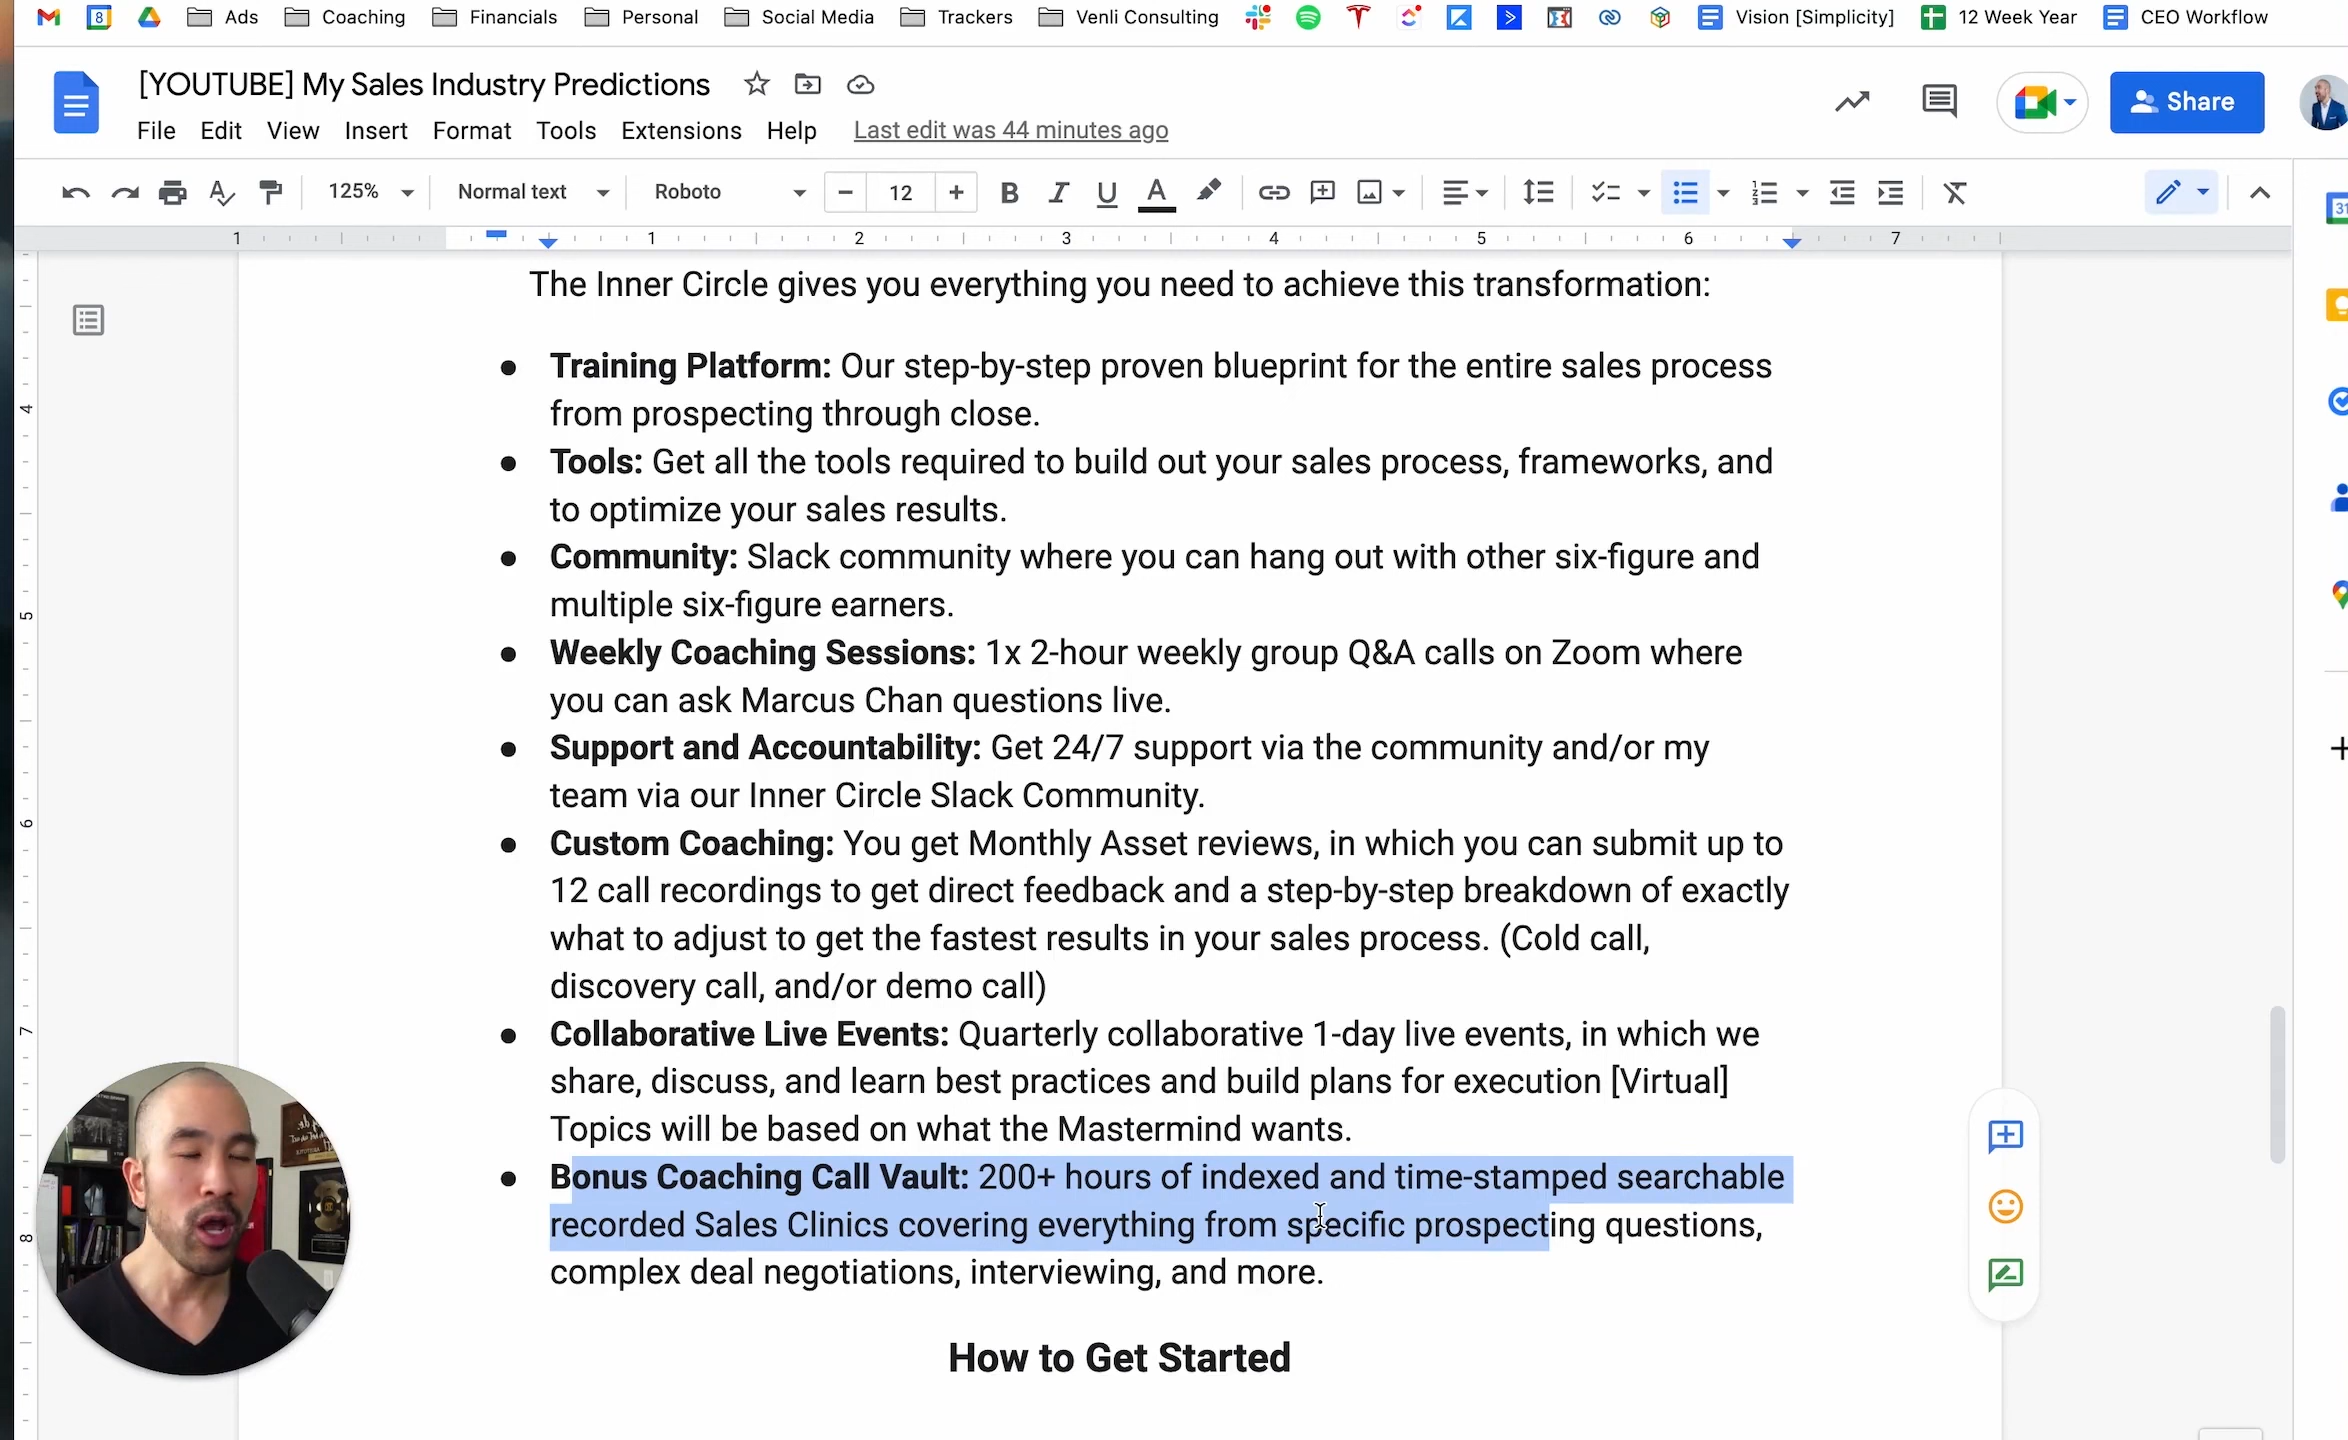 Ads Coaching Financials Personal Social Media Trackers Venli Consulting Vision [Simplicity] 12 Week Year CEO Workflow
[YOUTUBE] My Sales Industry Predictions
Share
File Edit View Insert Format Tools Extensions Help Last edit was 44 minutes ago
125% Normal text Roboto 12
1 1 2 3 4 5 6 7
The Inner Circle gives you everything you need to achieve this transformation:
● Training Platform: Our step-by-step proven blueprint for the entire sales process
from prospecting through close.
● Tools: Get all the tools required to build out your sales process, frameworks, and
to optimize your sales results.
● Community: Slack community where you can hang out with other six-figure and
multiple six-figure earners.
● Weekly Coaching Sessions: 1x 2-hour weekly group Q&A calls on Zoom where
you can ask Marcus Chan questions live.
● Support and Accountability: Get 24/7 support via the community and/or my
team via our Inner Circle Slack Community.
● Custom Coaching: You get Monthly Asset reviews, in which you can submit up to
12 call recordings to get direct feedback and a step-by-step breakdown of exactly
what to adjust to get the fastest results in your sales process. (Cold call,
discovery call, and/or demo call)
● Collaborative Live Events: Quarterly collaborative 1-day live events, in which we
share, discuss, and learn best practices and build plans for execution [Virtual]
Topics will be based on what the Mastermind wants.
● Bonus Coaching Call Vault: 200+ hours of indexed and time-stamped searchable
recorded Sales Clinics covering everything from specific prospecting questions,
complex deal negotiations, interviewing, and more.
How to Get Started
4
5
6
7
8